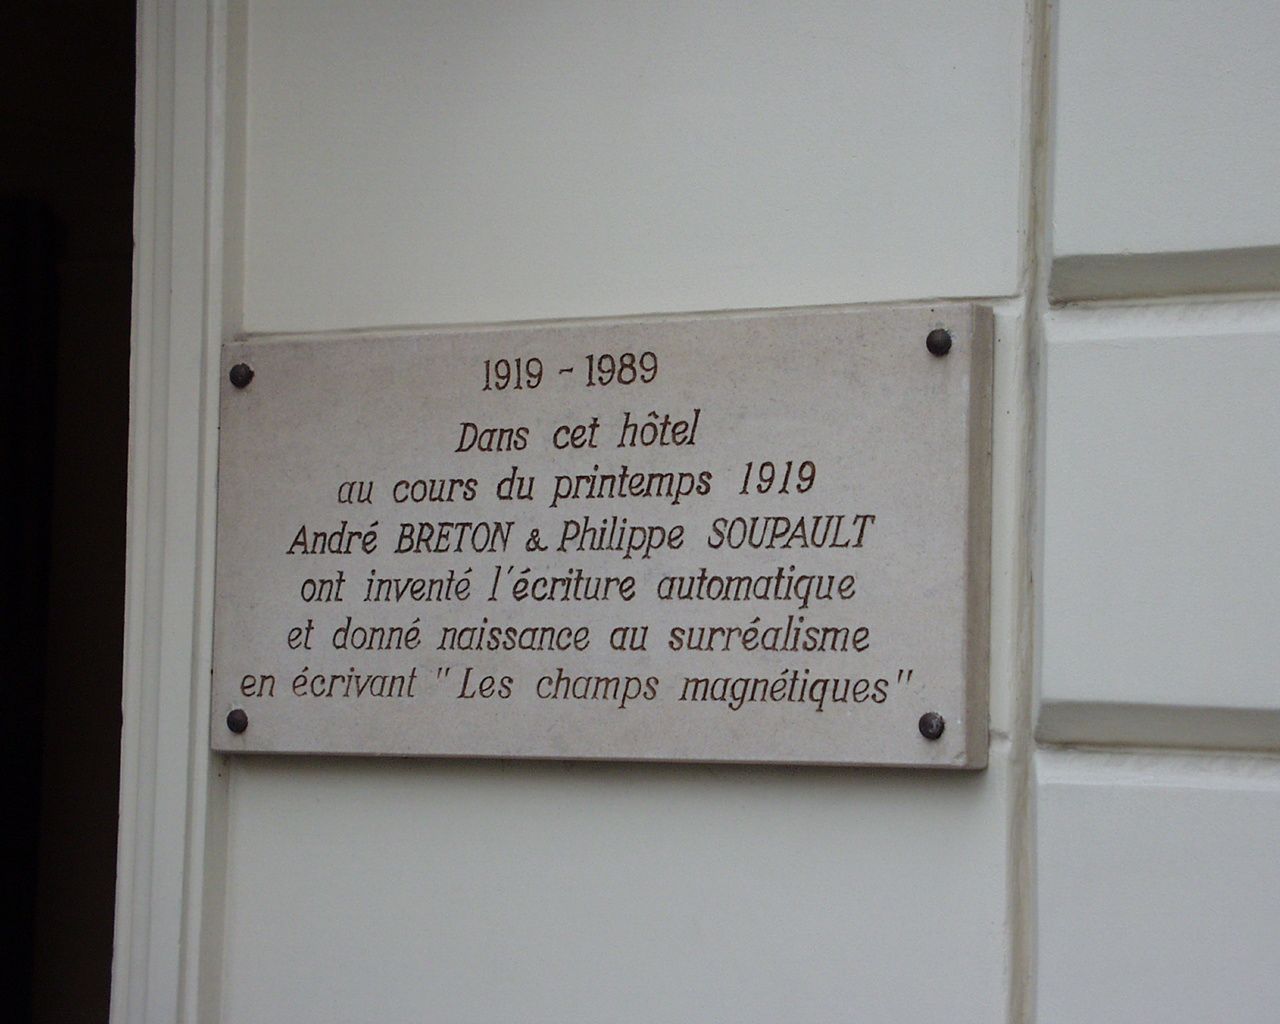 1919 - 1989
Dans cet hôtel
au cours du printemps 1919
André BRETON & Philippe SOUPAULT
ont inventé l'écriture automatique
et donné naissance au surréalisme
en écrivant "Les champs magnétiques"